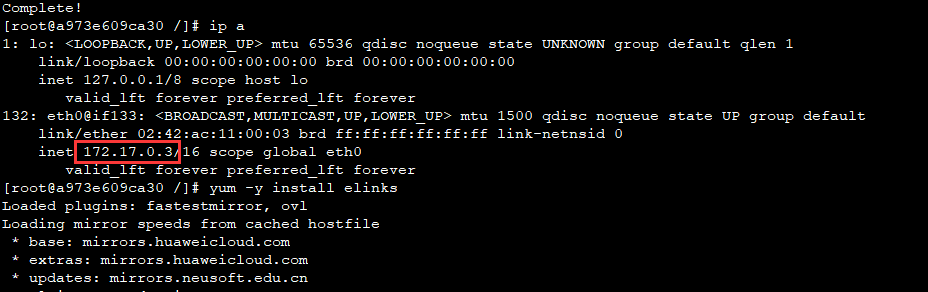 Complete!
[root@a973e609ca30 /]# ip a
1: lo: <LOOPBACK,UP,LOWER_UP> mtu 65536 qdisc noqueue state UNKNOWN group default qlen 1
    link/loopback 00:00:00:00:00:00 brd 00:00:00:00:00:00
    inet 127.0.0.1/8 scope host lo
       valid_lft forever preferred_lft forever
132: eth0@if133: <BROADCAST,MULTICAST,UP,LOWER_UP> mtu 1500 qdisc noqueue state UP group default
    link/ether 02:42:ac:11:00:03 brd ff:ff:ff:ff:ff:ff link-netnsid 0
    inet 172.17.0.3/16 scope global eth0
       valid_lft forever preferred_lft forever
[root@a973e609ca30 /]# yum -y install elinks
Loaded plugins: fastestmirror, ovl
Loading mirror speeds from cached hostfile
 * base: mirrors.huaweicloud.com
 * extras: mirrors.huaweicloud.com
 * updates: mirrors.neusoft.edu.cn